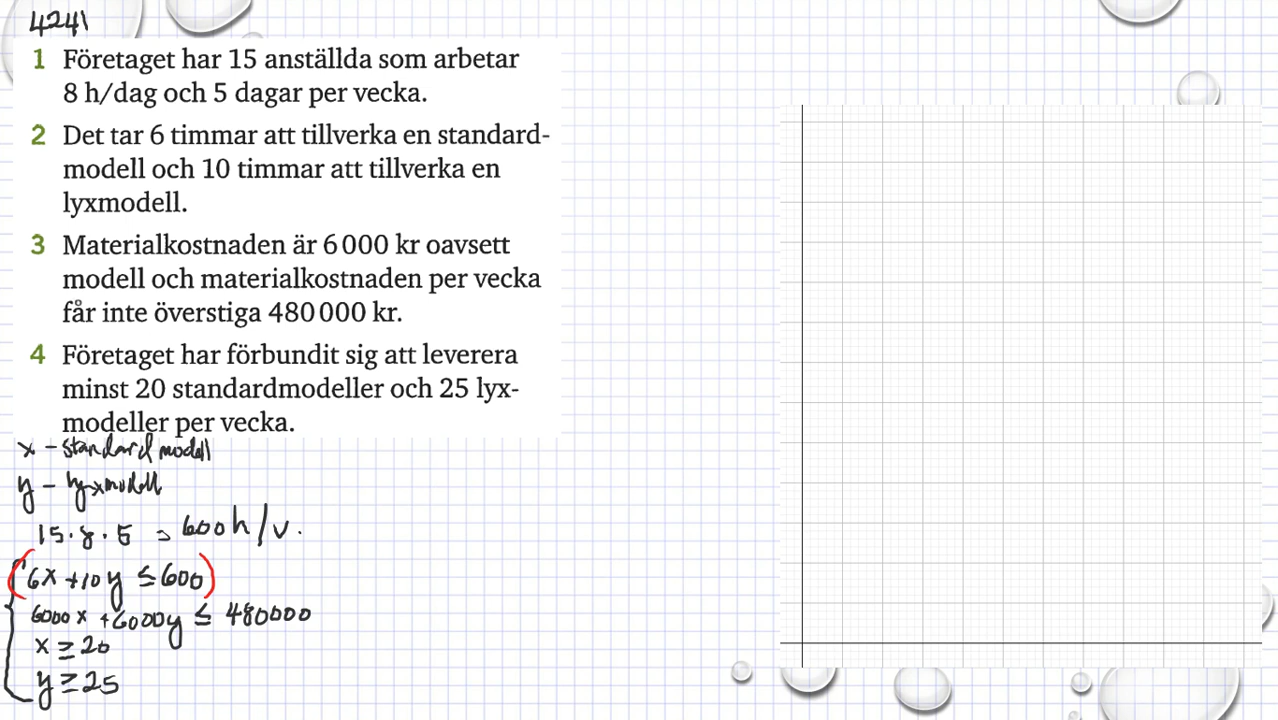 4241
1 Företaget har 15 anställda som arbetar
8 h/dag och 5 dagar per vecka.
2 Det tar 6 timmar att tillverka en standard-
modell och 10 timmar att tillverka en
lyxmodell.
3 Materialkostnaden är 6 000 kr oavsett
modell och materialkostnaden per vecka
får inte överstiga 480 000 kr.
4 Företaget har förbundit sig att leverera
minst 20 standardmodeller och 25 lyx-
modeller per vecka.
x - standard modell
y - lyxmodell
15·8·5 = 600h/v.
(6x+10y ≤ 600)
6000x + 6000y ≤ 480000
x ≥ 20
y ≥ 25